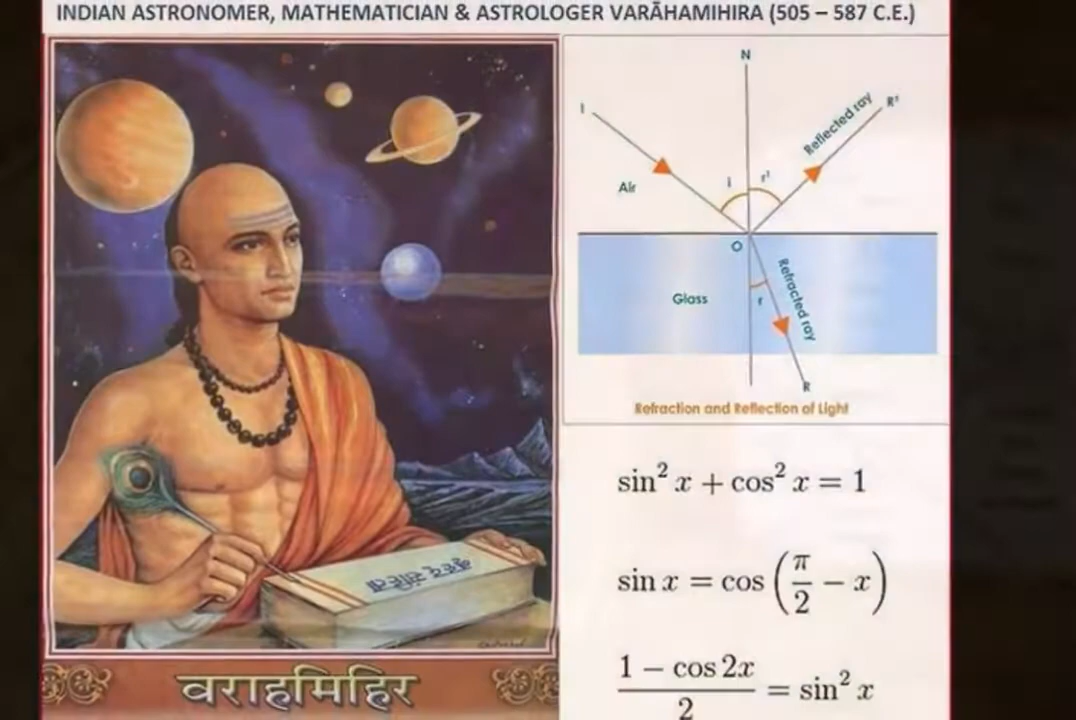 INDIAN ASTRONOMER, MATHEMATICIAN & ASTROLOGER VARĀHAMIHIRA (505 – 587 C.E.)
N
I
R'
Reflected ray
Air
i
r'
O
Glass
r
Refracted ray
R
Refraction and Reflection of Light
sin² x + cos² x = 1
sin x = cos (π/2 − x)
(1 − cos 2x)/2 = sin² x
वराहमिहिर